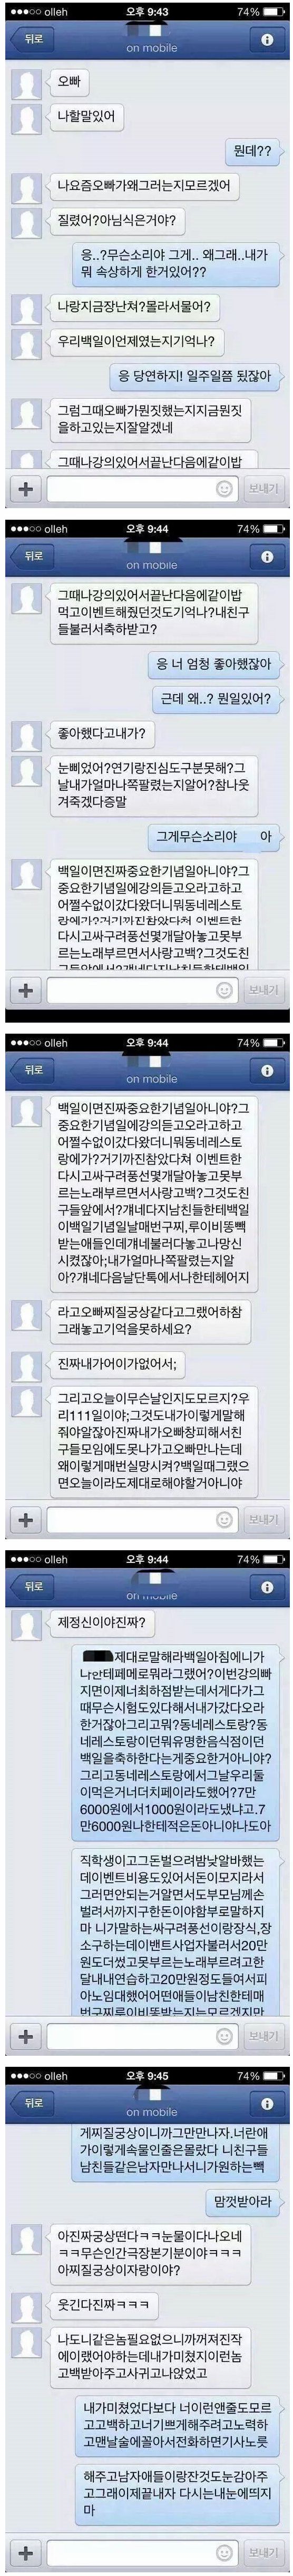 ●●●○○ olleh 오후 9:43 74%
뒤로
on mobile
오빠
나할말있어
뭔데??
나요즘오빠가왜그러는지모르겠어
질렸어?아님식은거야?
응..?무슨소리야 그게.. 왜그래..내가
뭐 속상하게 한거있어??
나랑지금장난쳐?몰라서물어?
우리백일이언제였는지기억나?
응 당연하지! 일주일쯤 됬잖아
그럼그때오빠가뭔짓했는지지금뭔짓
을하고있는지잘알겠네
그때나강의있어서끝난다음에같이밥
보내기
●●●○○ olleh 오후 9:44 74%
뒤로
on mobile
그때나강의있어서끝난다음에같이밥
먹고이벤트해줬던것도기억나?내친구
들불러서축하받고?
응 너 엄청 좋아했잖아
근데 왜..? 뭔일있어?
좋아했다고내가?
눈삐었어?연기랑진심도구분못해?그
날내가얼마나쪽팔렸는지알어?참나웃
겨죽겠다증말
그게무슨소리야 아
백일이면진짜중요한기념일아니야?그
중요한기념일에강의듣고오라고하고
어쩔수없이갔다왔더니뭐동네레스토
랑에가?거기까진참았다쳐 이벤트한
다시고싸구려풍선몇개달아놓고못부
르는노래부르면서사랑고백?그것도친
구들앞에서?걔네다지남친들한테백일
보내기
●●●○○ olleh 오후 9:44 74%
뒤로
on mobile
백일이면진짜중요한기념일아니야?그
중요한기념일에강의듣고오라고하고
어쩔수없이갔다왔더니뭐동네레스토
랑에가?거기까진참았다쳐 이벤트한
다시고싸구려풍선몇개달아놓고못부
르는노래부르면서사랑고백?그것도친
구들앞에서?걔네다지남친들한테백일
이백일기념일날매번구찌,루이비똥빽
받는애들인데걔네불러다놓고나망신
시켰잖아;내가얼마나쪽팔렸는지알
아?걔네다음날단톡에서나한테헤어지
라고오빠찌질궁상같다고그랬어하참
그래놓고기억을못하세요?
진짜내가어이가없어서;
그리고오늘이무슨날인지도모르지?우
리111일이야;그것도내가이렇게말해
줘야알잖아진짜내가오빠창피해서친
구들모임에도못나가고오빠만나는데
왜이렇게매번실망시켜?백일때그랬으
면오늘이라도제대로해야할거아니야
보내기
●●●○○ olleh 오후 9:44 74%
뒤로
on mobile
제정신이야진짜?
제대로말해라백일아침에니가
나한테페메로뭐라그랬어?이번강의빠
지면이제너최하점받는데서게다가그
때무슨시험도있다해서내가갔다오라
한거잖아그리고뭐?동네레스토랑?동
네레스토랑이던뭐유명한음식점이던
백일을축하한다는게중요한거아니야?
그리고동네레스토랑에서그날우리둘
이먹은거너더치페이라도했어?7만
6000원에서1000원이라도냈냐고.7
만6000원나한테적은돈아니야나도아
직학생이고그돈벌으려밤낮알바했는
데이벤트비용도있어서돈이모자라서
그러면안되는거알면서도부모님께손
벌려서까지구한돈이야함부로말하지
마 니가말하는싸구려풍선이랑장식,장
소구하는데이밴트사업자불러서20만
원도더썼고못부르는노래부르려고한
달내내연습하고20만원정도들여서피
아노임대했어어떤애들이남친한테매
번구찌루이비똥받는지는모르겠지만
보내기
●●●○○ olleh 오후 9:45 74%
뒤로
on mobile
게찌질궁상이니까그만만나자.너란애
가이렇게속물인줄은몰랐다 니친구들
남친들같은남자만나서니가원하는빽
맘껏받아라
아진짜궁상떤다ㅋㅋ눈물이다나오네
ㅋㅋ무슨인간극장본기분이야ㅋㅋㅋ
아찌질궁상이자랑이야?
웃긴다진짜ㅋㅋㅋ
나도니같은놈필요없으니까꺼져진작
에이랬어야하는데내가미쳤지이런놈
고백받아주고사귀고나앉았고
내가미쳤었다보다 너이런앤줄도모르
고고백하고너기쁘게해주려고노력하
고맨날술에꼴아서전화하면기사노릇
해주고남자애들이랑잔것도눈감아주
고그래이제끝내자 다시는내눈에띄지
마
보내기